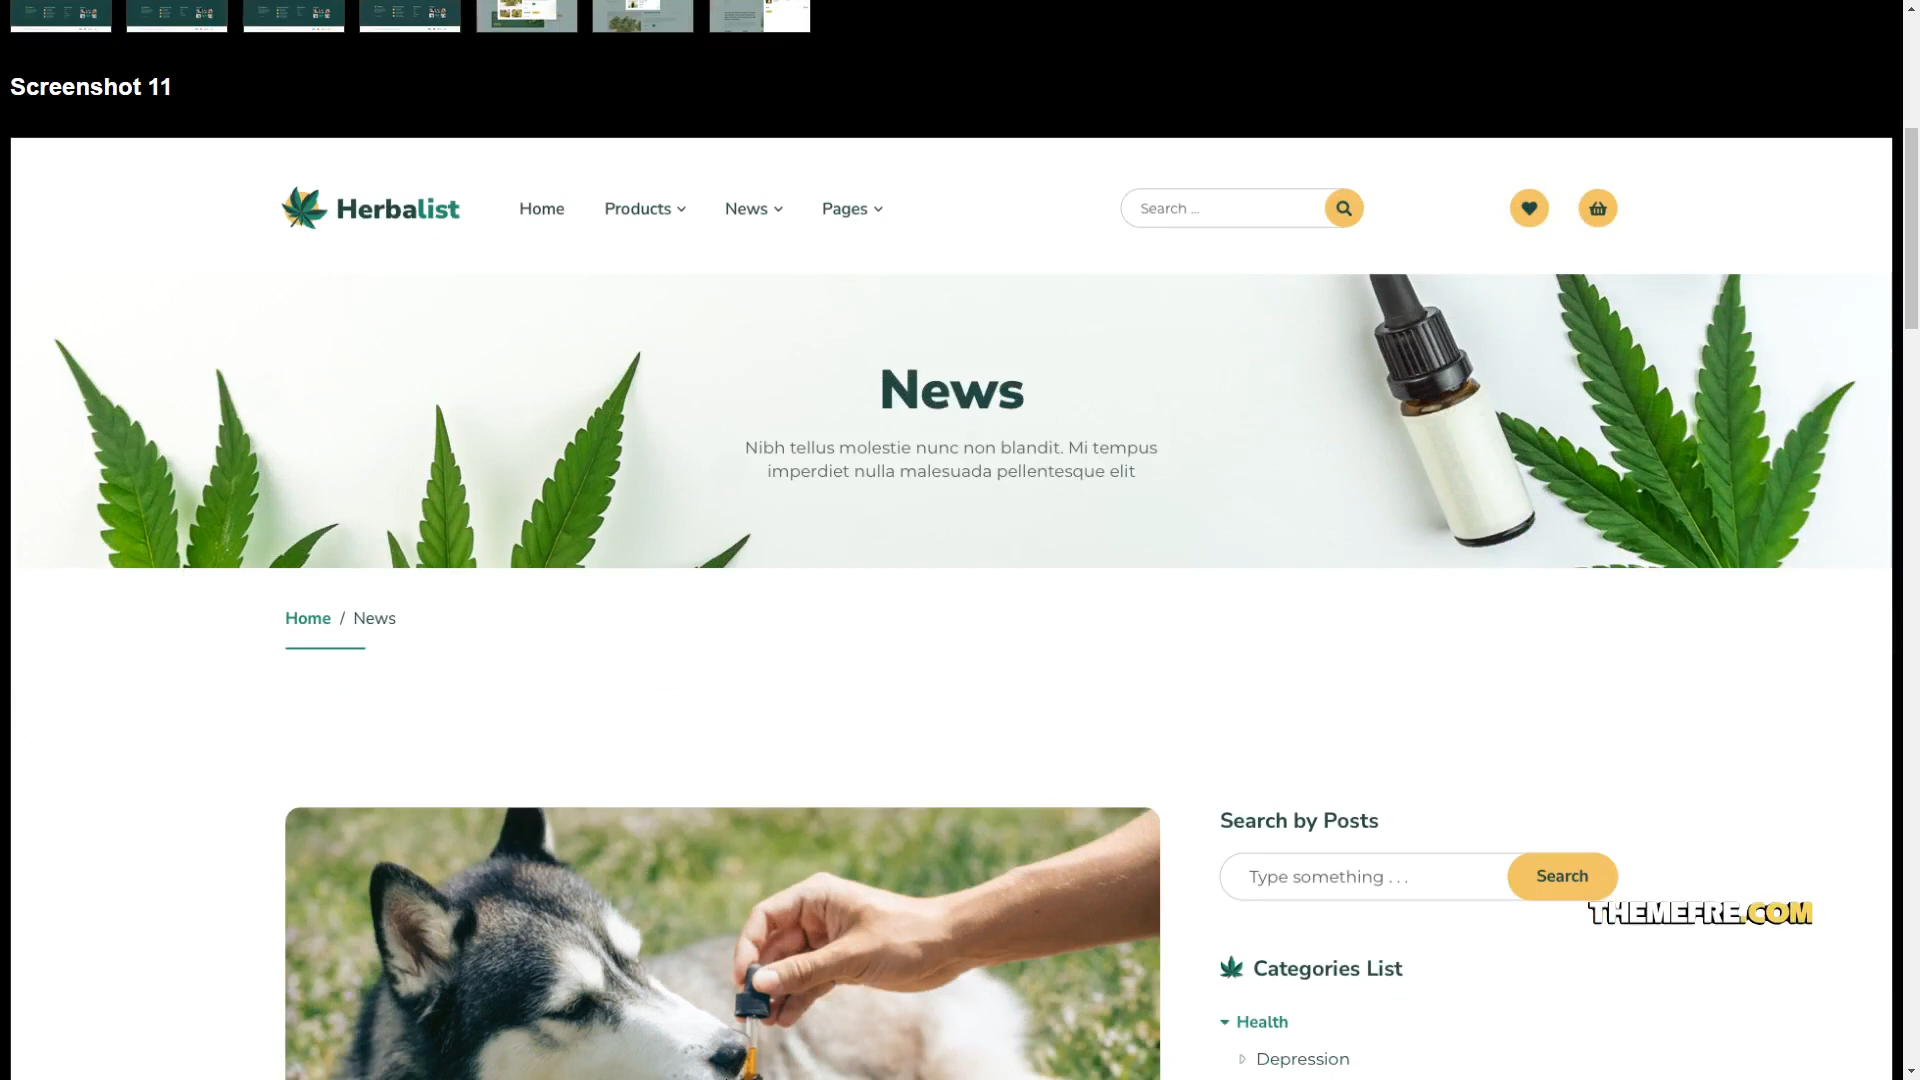 Screenshot 11
Herbalist
Home
Products
News
Pages
Search ...
News
Nibh tellus molestie nunc non blandit. Mi tempus
imperdiet nulla malesuada pellentesque elit
Home / News
Search by Posts
Type something . . .
Search
THEMEFRE.COM
Categories List
Health
Depression